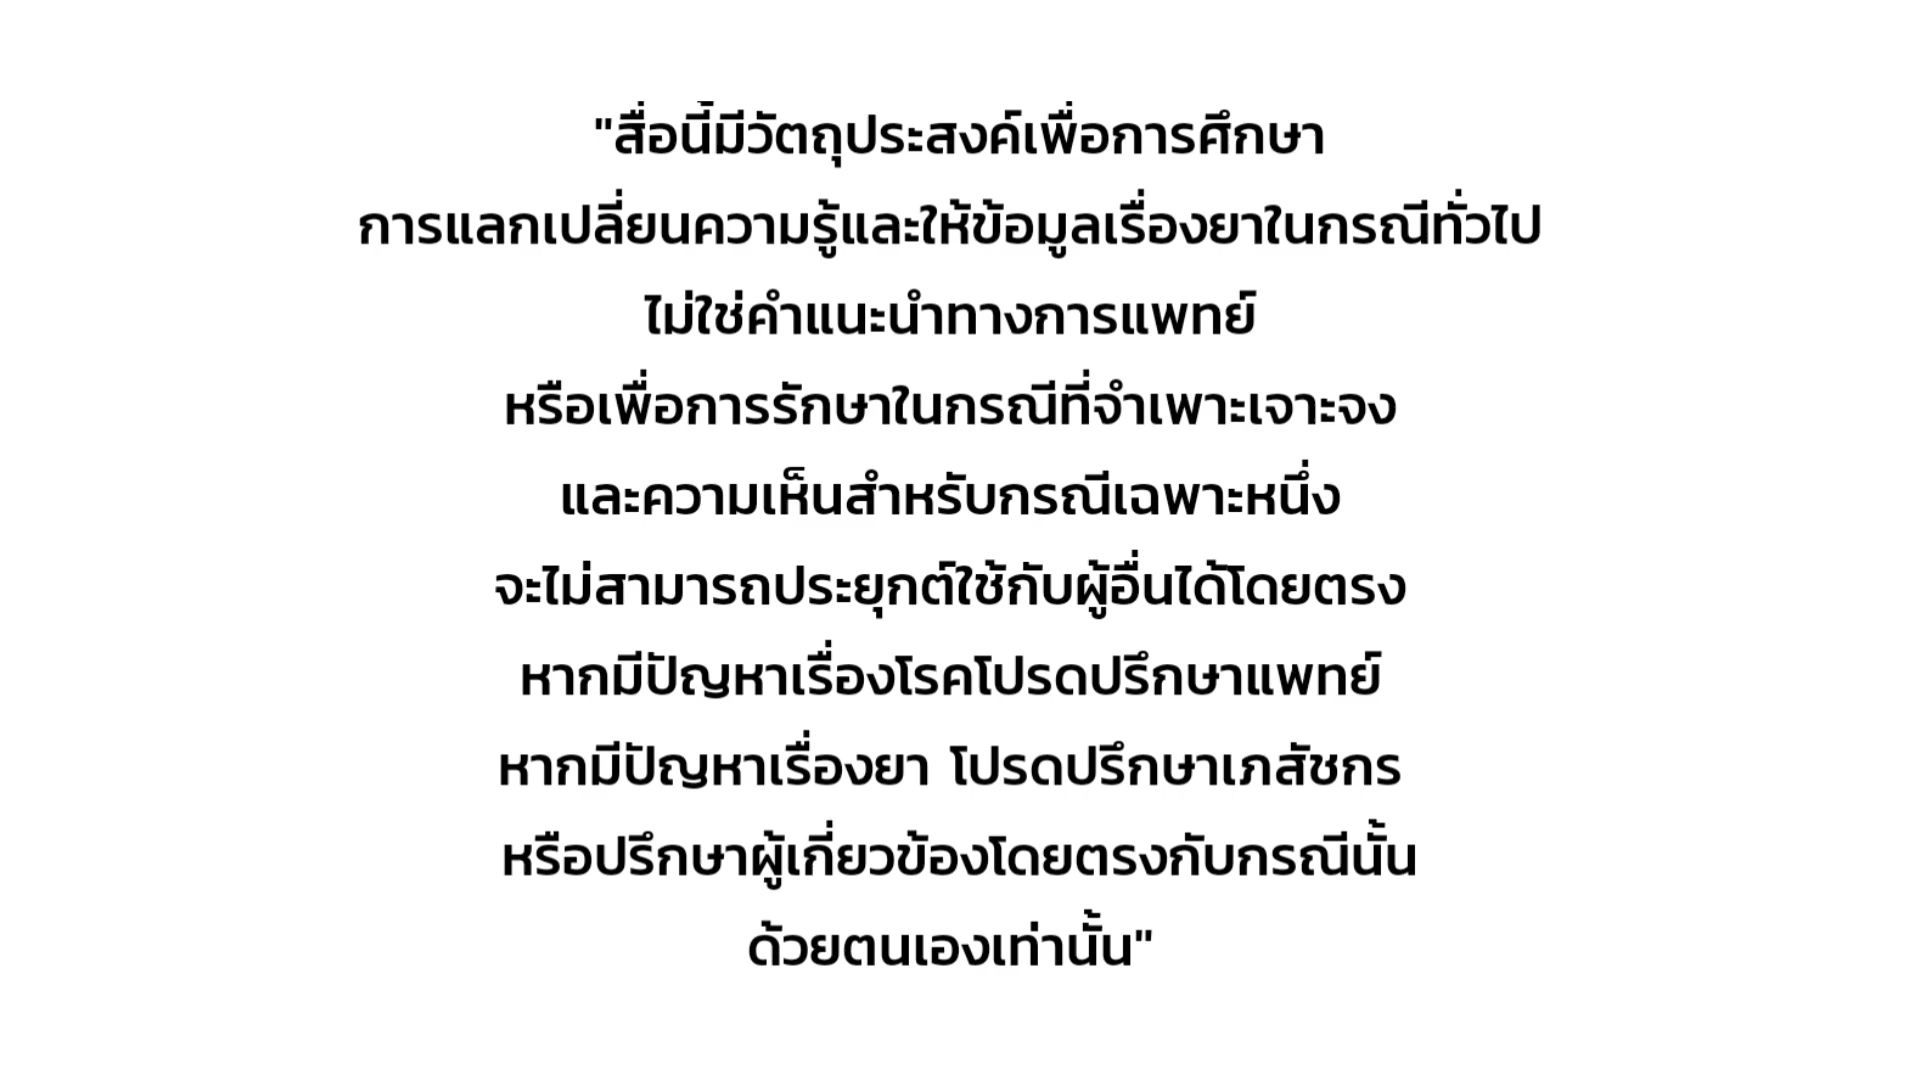 "สื่อนี้มีวัตถุประสงค์เพื่อการศึกษา
การแลกเปลี่ยนความรู้และให้ข้อมูลเรื่องยาในกรณีทั่วไป
ไม่ใช่คำแนะนำทางการแพทย์
หรือเพื่อการรักษาในกรณีที่จำเพาะเจาะจง
และความเห็นสำหรับกรณีเฉพาะหนึ่ง
จะไม่สามารถประยุกต์ใช้กับผู้อื่นได้โดยตรง
หากมีปัญหาเรื่องโรคโปรดปรึกษาแพทย์
หากมีปัญหาเรื่องยา โปรดปรึกษาเภสัชกร
หรือปรึกษาผู้เกี่ยวข้องโดยตรงกับกรณีนั้น
ด้วยตนเองเท่านั้น"